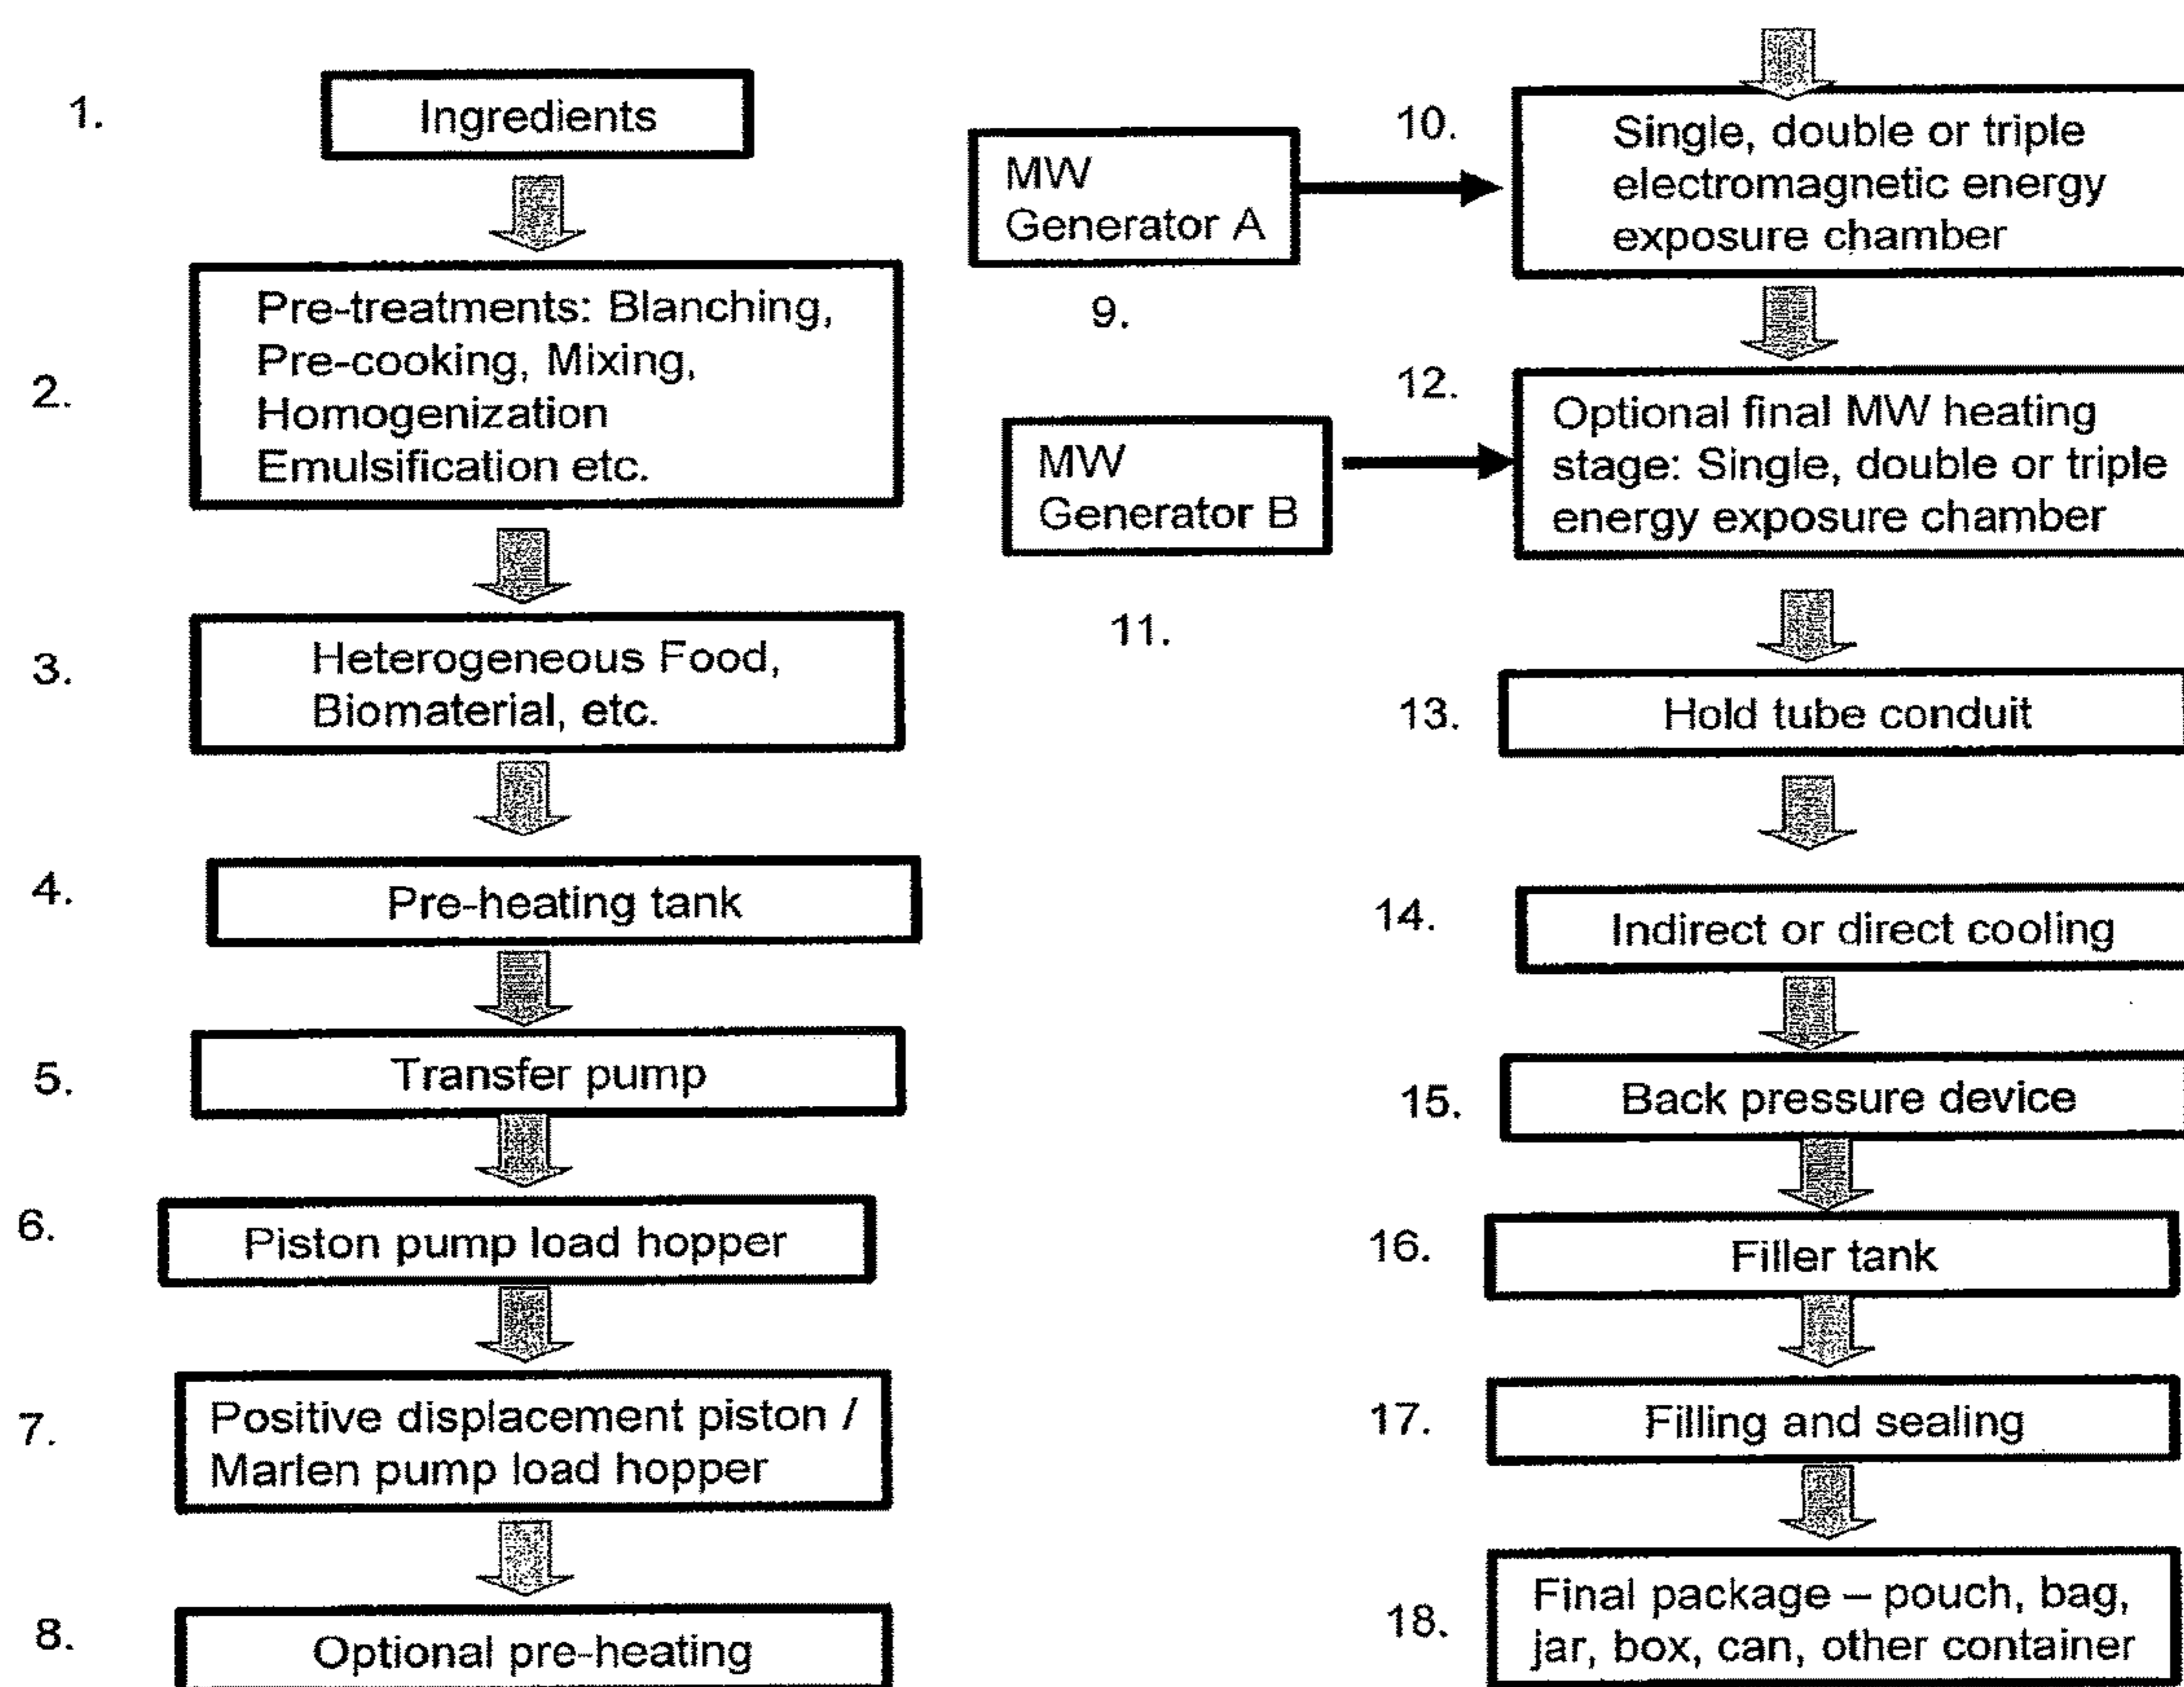 1.
Ingredients
2.
Pre-treatments: Blanching,
Pre-cooking, Mixing,
Homogenization
Emulsification etc.
3.
Heterogeneous Food,
Biomaterial, etc.
4.
Pre-heating tank
5.
Transfer pump
6.
Piston pump load hopper
7.
Positive displacement piston /
Marlen pump load hopper
8.
Optional pre-heating
MW
Generator A
9.
10.
Single, double or triple
electromagnetic energy
exposure chamber
MW
Generator B
11.
12.
Optional final MW heating
stage: Single, double or triple
energy exposure chamber
13.
Hold tube conduit
14.
Indirect or direct cooling
15.
Back pressure device
16.
Filler tank
17.
Filling and sealing
18.
Final package – pouch, bag,
jar, box, can, other container